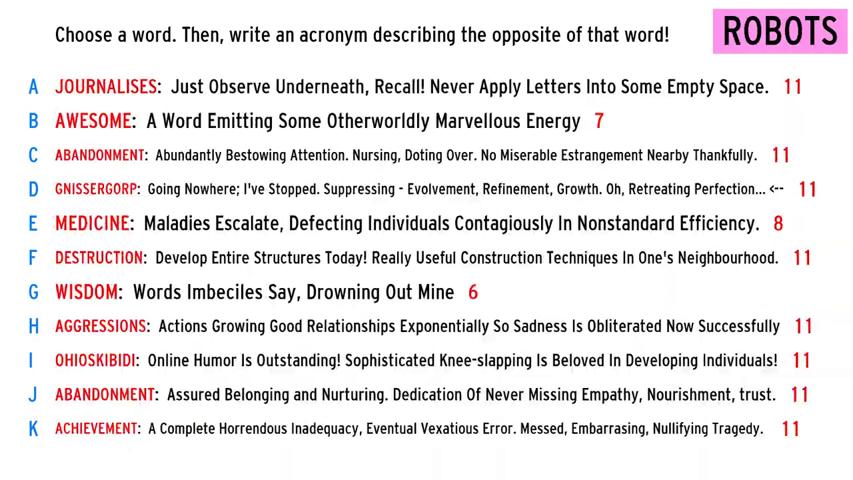 Choose a word. Then, write an acronym describing the opposite of that word! ROBOTS
A JOURNALISES: Just Observe Underneath, Recall! Never Apply Letters Into Some Empty Space. 11
B AWESOME: A Word Emitting Some Otherworldly Marvellous Energy 7
C ABANDONMENT: Abundantly Bestowing Attention. Nursing, Doting Over. No Miserable Estrangement Nearby Thankfully. 11
D GNISSERGORP: Going Nowhere; I've Stopped. Suppressing - Evolvement, Refinement, Growth. Oh, Retreating Perfection... <-- 11
E MEDICINE: Maladies Escalate, Defecting Individuals Contagiously In Nonstandard Efficiency. 8
F DESTRUCTION: Develop Entire Structures Today! Really Useful Construction Techniques In One's Neighbourhood. 11
G WISDOM: Words Imbeciles Say, Drowning Out Mine 6
H AGGRESSIONS: Actions Growing Good Relationships Exponentially So Sadness Is Obliterated Now Successfully 11
I OHIOSKIBIDI: Online Humor Is Outstanding! Sophisticated Knee-slapping Is Beloved In Developing Individuals! 11
J ABANDONMENT: Assured Belonging and Nurturing. Dedication Of Never Missing Empathy, Nourishment, trust. 11
K ACHIEVEMENT: A Complete Horrendous Inadequacy, Eventual Vexatious Error. Messed, Embarrasing, Nullifying Tragedy. 11